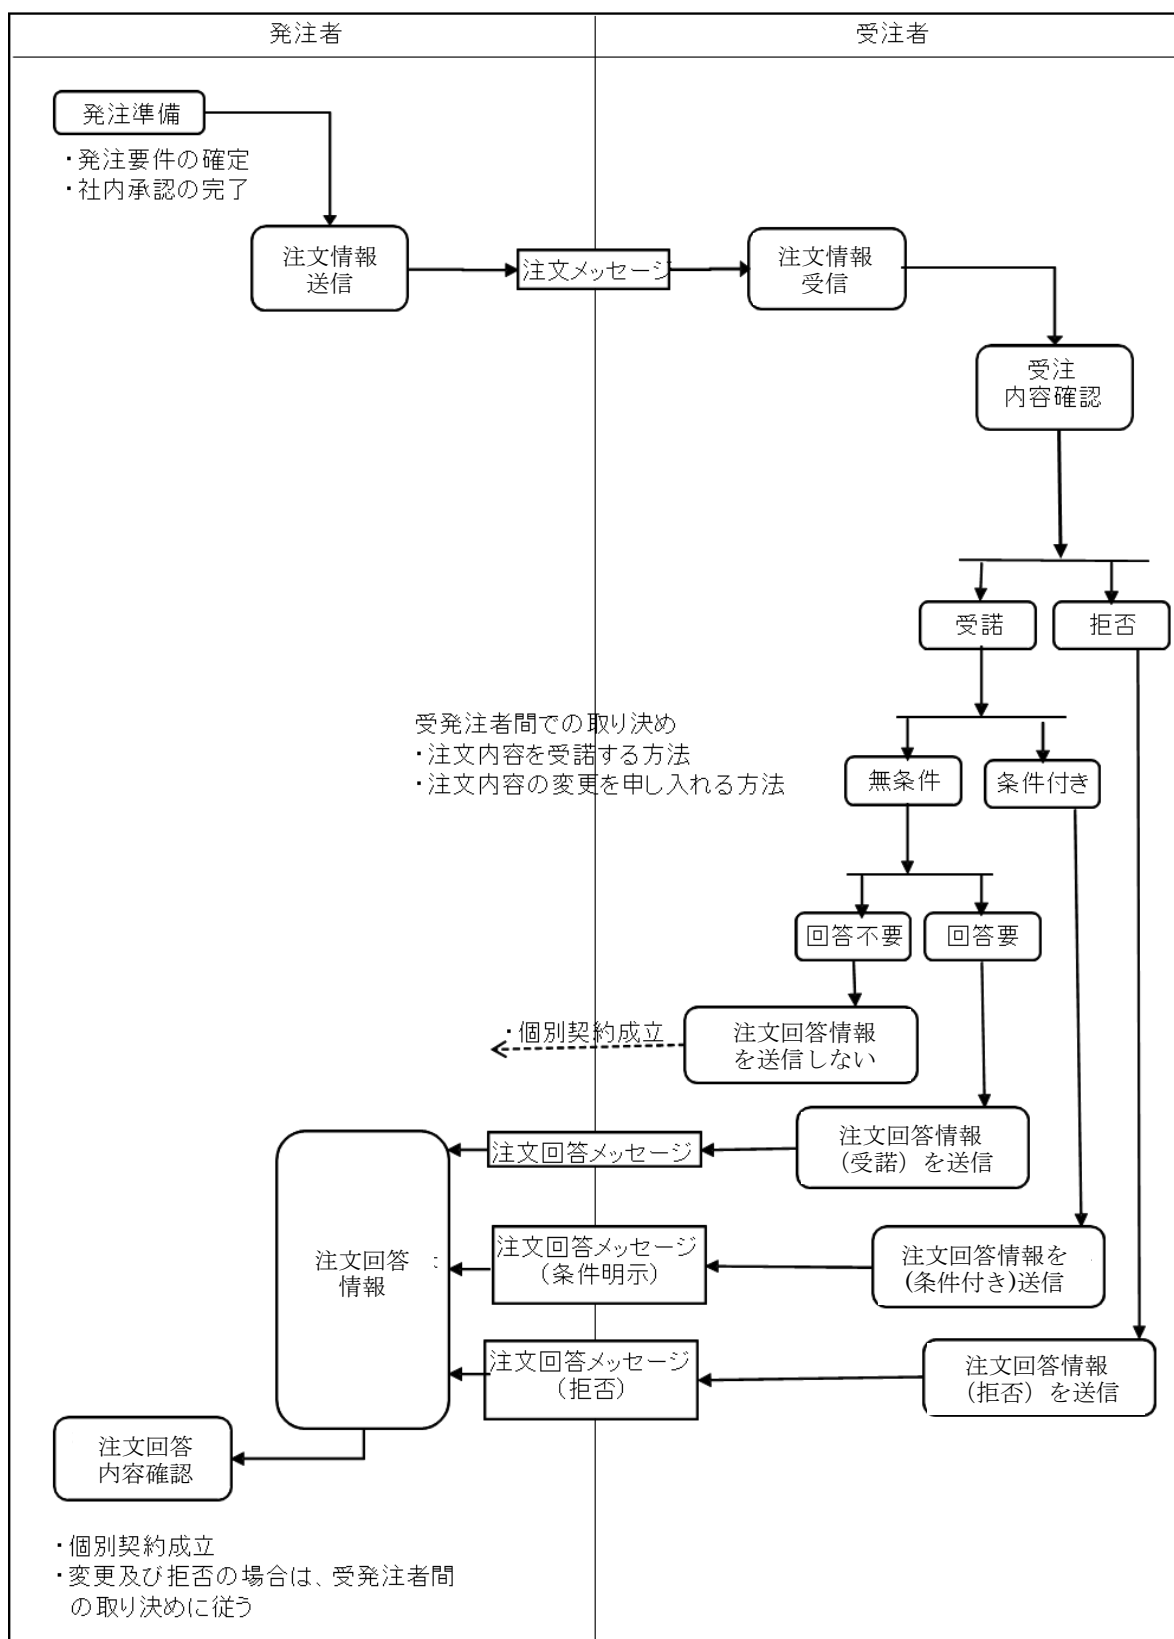 発注者
受注者
発注準備
・発注要件の確定
・社内承認の完了
注文情報
送信
注文メッセージ
注文情報
受信
受注
内容確認
受諾
拒否
受発注者間での取り決め
・注文内容を受諾する方法
・注文内容の変更を申し入れる方法
無条件
条件付き
回答不要
回答要
・個別契約成立
注文回答情報
を送信しない
注文回答メッセージ
注文回答情報
（受諾）を送信
注文回答
情報
注文回答メッセージ
（条件明示）
注文回答情報を
(条件付き)送信
注文回答メッセージ
（拒否）
注文回答情報
（拒否）を送信
注文回答
内容確認
・個別契約成立
・変更及び拒否の場合は、受発注者間
の取り決めに従う